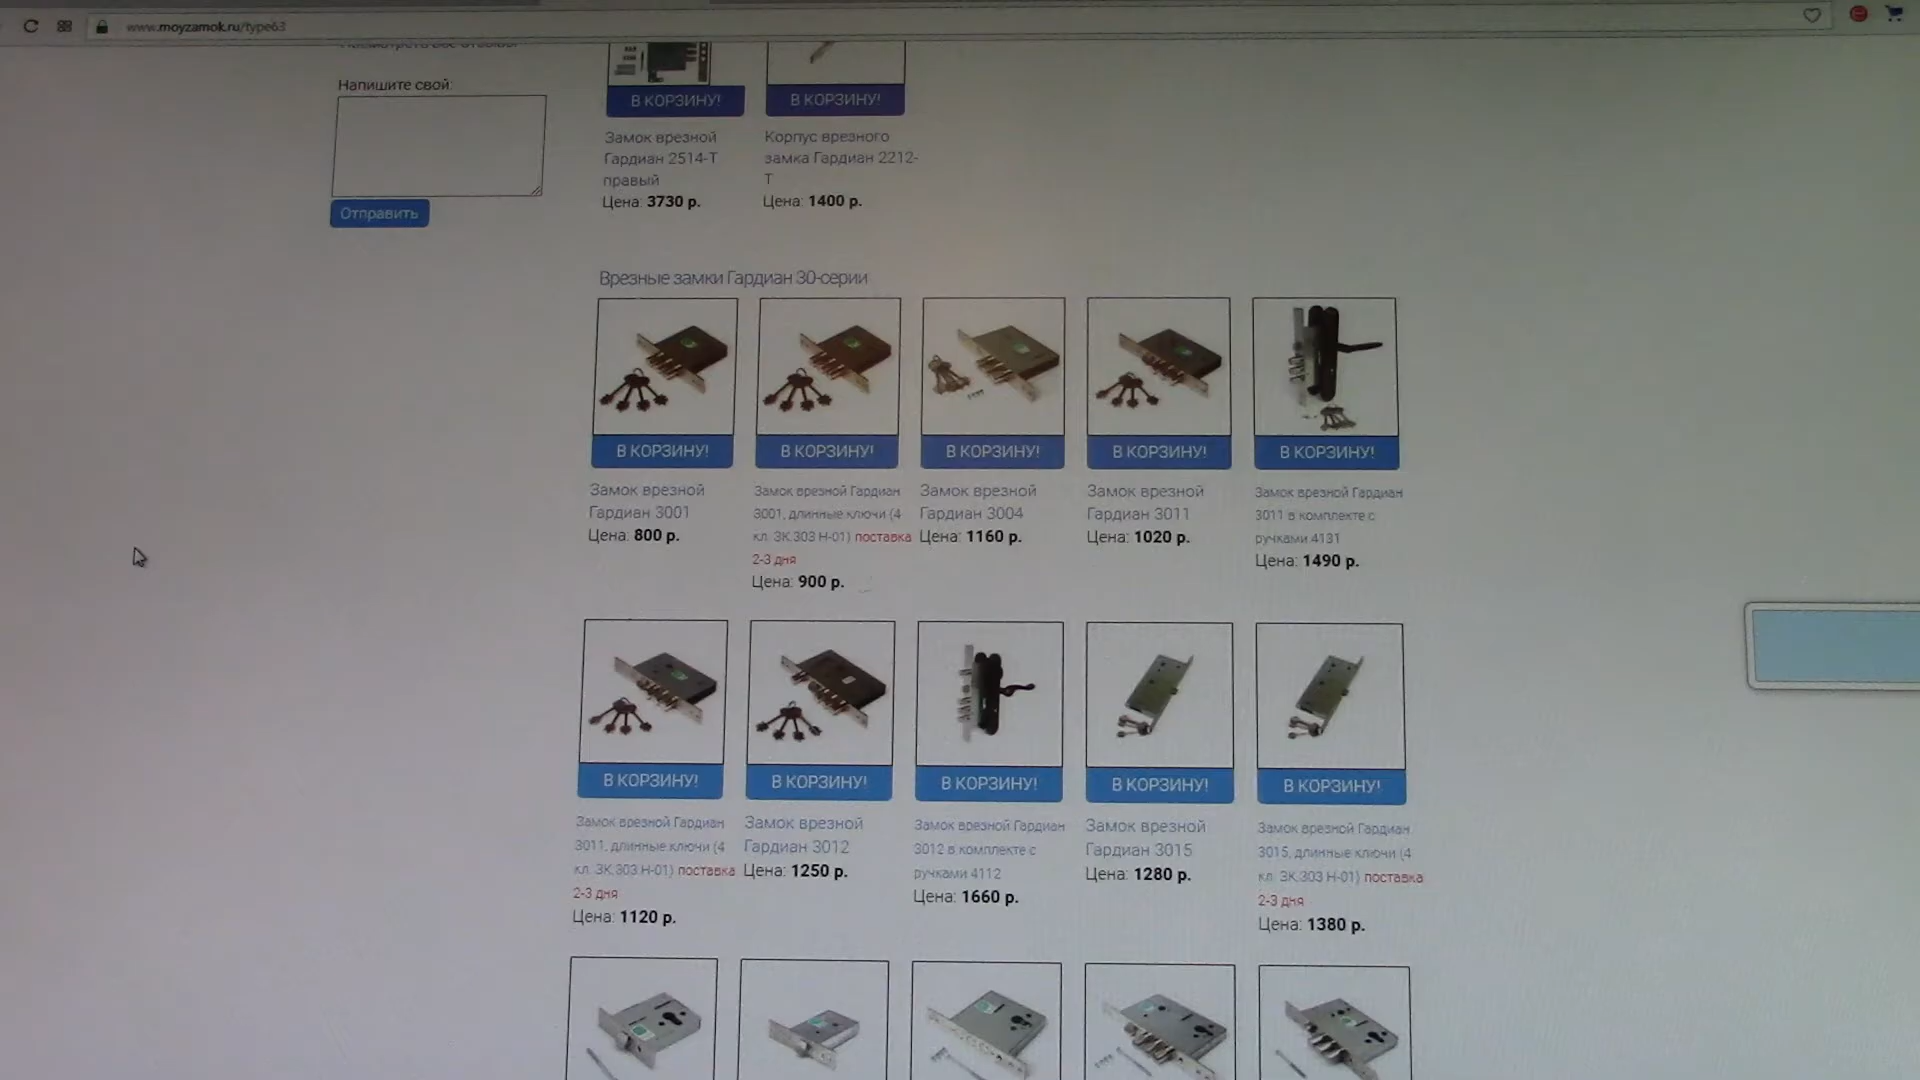 www.moyzamok.ru/type63
Напишите свой:
Отправить
В КОРЗИНУ!
Замок врезной
Гардиан 2514-Т
правый
Цена: 3730 р.
В КОРЗИНУ!
Корпус врезного
замка Гардиан 2212-
Т
Цена: 1400 р.
Врезные замки Гардиан 30-серии
В КОРЗИНУ!
Замок врезной
Гардиан 3001
Цена: 800 р.
В КОРЗИНУ!
Замок врезной Гардиан
3001, длинные ключи (4
кл. ЗК.303 Н-01) поставка
2-3 дня
Цена: 900 р.
В КОРЗИНУ!
Замок врезной
Гардиан 3004
Цена: 1160 р.
В КОРЗИНУ!
Замок врезной
Гардиан 3011
Цена: 1020 р.
В КОРЗИНУ!
Замок врезной Гардиан
3011 в комплекте с
ручками 4131
Цена: 1490 р.
В КОРЗИНУ!
Замок врезной Гардиан
3011, длинные ключи (4
кл. ЗК.303 Н-01) поставка
2-3 дня
Цена: 1120 р.
В КОРЗИНУ!
Замок врезной
Гардиан 3012
Цена: 1250 р.
В КОРЗИНУ!
Замок врезной Гардиан
3012 в комплекте с
ручками 4112
Цена: 1660 р.
В КОРЗИНУ!
Замок врезной
Гардиан 3015
Цена: 1280 р.
В КОРЗИНУ!
Замок врезной Гардиан
3015, длинные ключи (4
кл. ЗК.303 Н-01) поставка
2-3 дня
Цена: 1380 р.